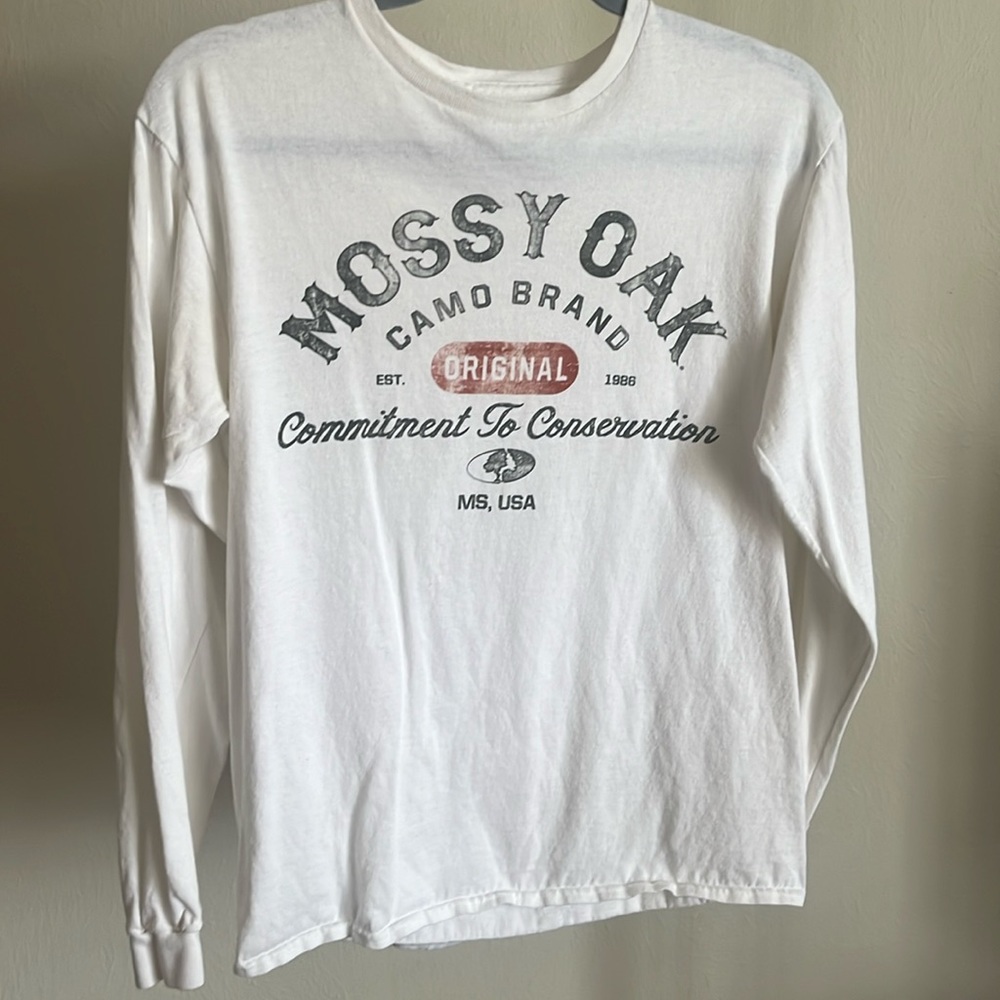 MOSSY OAK
CAMO BRAND
EST. ORIGINAL 1986
Commitment To Conservation
MS, USA